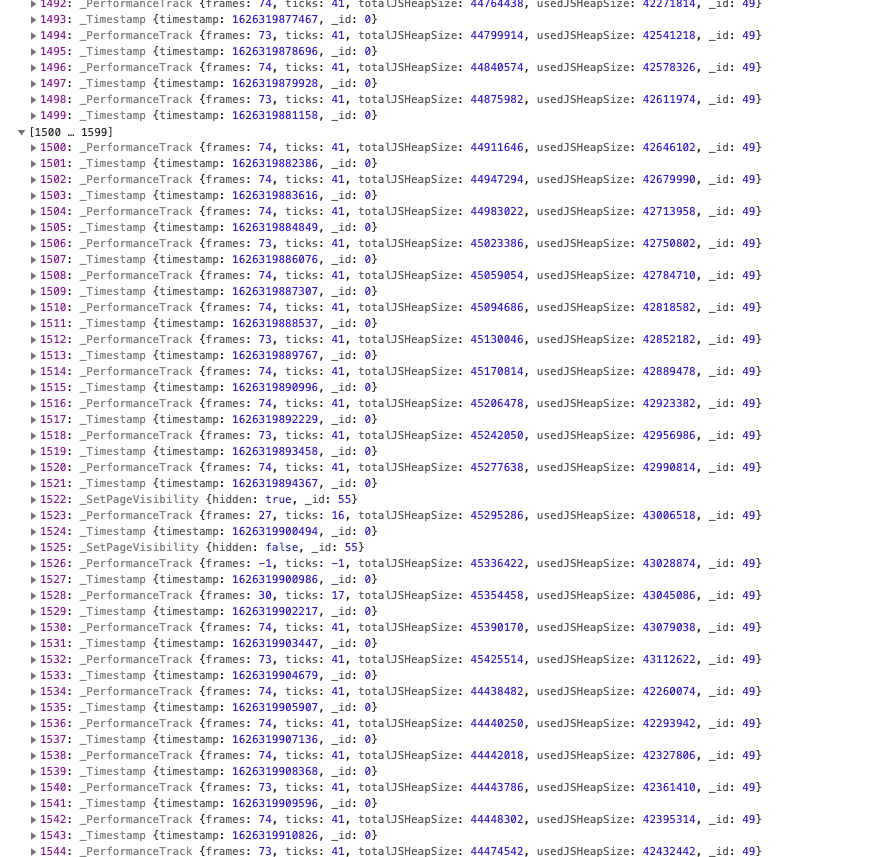 1492: _PerformanceTrack {frames: 74, ticks: 41, totalJSHeapSize: 44764438, usedJSHeapSize: 42271814, _id: 49}
1493: _Timestamp {timestamp: 1626319877467, _id: 0}
1494: _PerformanceTrack {frames: 73, ticks: 41, totalJSHeapSize: 44799914, usedJSHeapSize: 42541218, _id: 49}
1495: _Timestamp {timestamp: 1626319878696, _id: 0}
1496: _PerformanceTrack {frames: 74, ticks: 41, totalJSHeapSize: 44840574, usedJSHeapSize: 42578326, _id: 49}
1497: _Timestamp {timestamp: 1626319879928, _id: 0}
1498: _PerformanceTrack {frames: 73, ticks: 41, totalJSHeapSize: 44875982, usedJSHeapSize: 42611974, _id: 49}
1499: _Timestamp {timestamp: 1626319881158, _id: 0}
[1500 … 1599]
1500: _PerformanceTrack {frames: 74, ticks: 41, totalJSHeapSize: 44911646, usedJSHeapSize: 42646102, _id: 49}
1501: _Timestamp {timestamp: 1626319882386, _id: 0}
1502: _PerformanceTrack {frames: 74, ticks: 41, totalJSHeapSize: 44947294, usedJSHeapSize: 42679990, _id: 49}
1503: _Timestamp {timestamp: 1626319883616, _id: 0}
1504: _PerformanceTrack {frames: 74, ticks: 41, totalJSHeapSize: 44983022, usedJSHeapSize: 42713958, _id: 49}
1505: _Timestamp {timestamp: 1626319884849, _id: 0}
1506: _PerformanceTrack {frames: 73, ticks: 41, totalJSHeapSize: 45023386, usedJSHeapSize: 42750802, _id: 49}
1507: _Timestamp {timestamp: 1626319886076, _id: 0}
1508: _PerformanceTrack {frames: 74, ticks: 41, totalJSHeapSize: 45059054, usedJSHeapSize: 42784710, _id: 49}
1509: _Timestamp {timestamp: 1626319887307, _id: 0}
1510: _PerformanceTrack {frames: 74, ticks: 41, totalJSHeapSize: 45094686, usedJSHeapSize: 42818582, _id: 49}
1511: _Timestamp {timestamp: 1626319888537, _id: 0}
1512: _PerformanceTrack {frames: 73, ticks: 41, totalJSHeapSize: 45130046, usedJSHeapSize: 42852182, _id: 49}
1513: _Timestamp {timestamp: 1626319889767, _id: 0}
1514: _PerformanceTrack {frames: 74, ticks: 41, totalJSHeapSize: 45170814, usedJSHeapSize: 42889478, _id: 49}
1515: _Timestamp {timestamp: 1626319890996, _id: 0}
1516: _PerformanceTrack {frames: 74, ticks: 41, totalJSHeapSize: 45206478, usedJSHeapSize: 42923382, _id: 49}
1517: _Timestamp {timestamp: 1626319892229, _id: 0}
1518: _PerformanceTrack {frames: 73, ticks: 41, totalJSHeapSize: 45242050, usedJSHeapSize: 42956986, _id: 49}
1519: _Timestamp {timestamp: 1626319893458, _id: 0}
1520: _PerformanceTrack {frames: 74, ticks: 41, totalJSHeapSize: 45277638, usedJSHeapSize: 42990814, _id: 49}
1521: _Timestamp {timestamp: 1626319894367, _id: 0}
1522: _SetPageVisibility {hidden: true, _id: 55}
1523: _PerformanceTrack {frames: 27, ticks: 16, totalJSHeapSize: 45295286, usedJSHeapSize: 43006518, _id: 49}
1524: _Timestamp {timestamp: 1626319900494, _id: 0}
1525: _SetPageVisibility {hidden: false, _id: 55}
1526: _PerformanceTrack {frames: −1, ticks: −1, totalJSHeapSize: 45336422, usedJSHeapSize: 43028874, _id: 49}
1527: _Timestamp {timestamp: 1626319900986, _id: 0}
1528: _PerformanceTrack {frames: 30, ticks: 17, totalJSHeapSize: 45354458, usedJSHeapSize: 43045086, _id: 49}
1529: _Timestamp {timestamp: 1626319902217, _id: 0}
1530: _PerformanceTrack {frames: 74, ticks: 41, totalJSHeapSize: 45390170, usedJSHeapSize: 43079038, _id: 49}
1531: _Timestamp {timestamp: 1626319903447, _id: 0}
1532: _PerformanceTrack {frames: 73, ticks: 41, totalJSHeapSize: 45425514, usedJSHeapSize: 43112622, _id: 49}
1533: _Timestamp {timestamp: 1626319904679, _id: 0}
1534: _PerformanceTrack {frames: 74, ticks: 41, totalJSHeapSize: 44438482, usedJSHeapSize: 42260074, _id: 49}
1535: _Timestamp {timestamp: 1626319905907, _id: 0}
1536: _PerformanceTrack {frames: 74, ticks: 41, totalJSHeapSize: 44440250, usedJSHeapSize: 42293942, _id: 49}
1537: _Timestamp {timestamp: 1626319907136, _id: 0}
1538: _PerformanceTrack {frames: 74, ticks: 41, totalJSHeapSize: 44442018, usedJSHeapSize: 42327806, _id: 49}
1539: _Timestamp {timestamp: 1626319908368, _id: 0}
1540: _PerformanceTrack {frames: 73, ticks: 41, totalJSHeapSize: 44443786, usedJSHeapSize: 42361410, _id: 49}
1541: _Timestamp {timestamp: 1626319909596, _id: 0}
1542: _PerformanceTrack {frames: 74, ticks: 41, totalJSHeapSize: 44448302, usedJSHeapSize: 42395314, _id: 49}
1543: _Timestamp {timestamp: 1626319910826, _id: 0}
1544: _PerformanceTrack {frames: 73, ticks: 41, totalJSHeapSize: 44474542, usedJSHeapSize: 42432442, _id: 49}